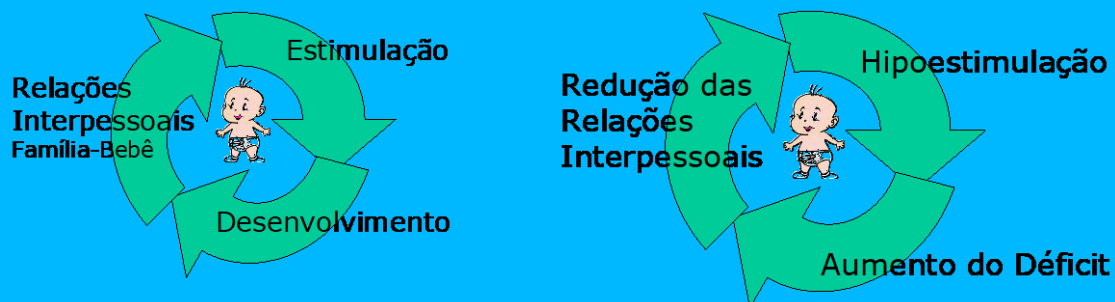 Estimulação
Relações
Interpessoais
Família-Bebê
Desenvolvimento
Hipoestimulação
Redução das
Relações
Interpessoais
Aumento do Déficit